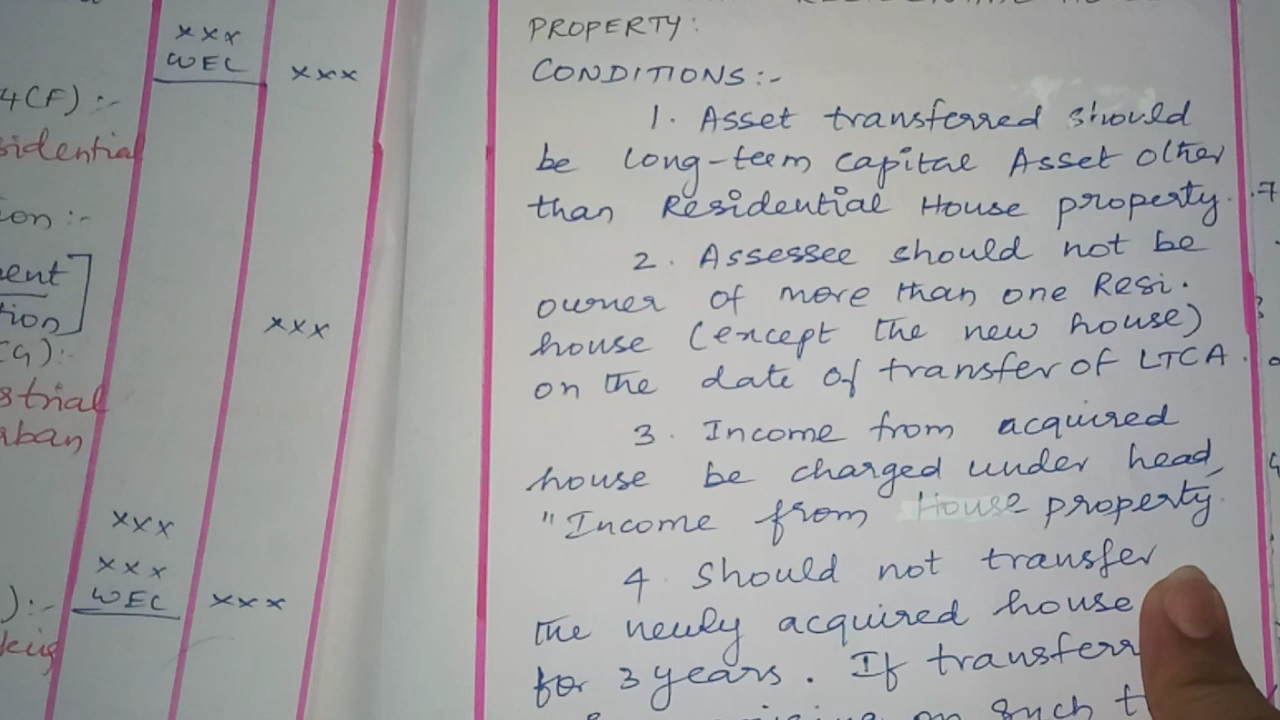 xxx
WEL
xxx
4(F) :-
sidential
ion :-
ent
tion
xxx
(G):
strial
rban
xxx
xxx
WEL
xxx
) :-
PROPERTY:
CONDITIONS:-
1. Asset transferred should
be long-term capital Asset other
than Residential House property.
2. Assessee should not be
owner of more than one Resi.
house (except the new house)
on the date of transfer of LTCA.
3. Income from acquired
house be charged under head,
"Income from House property"
4. Should not transfer
the newly acquired house
for 3 years. If transferr
on such t